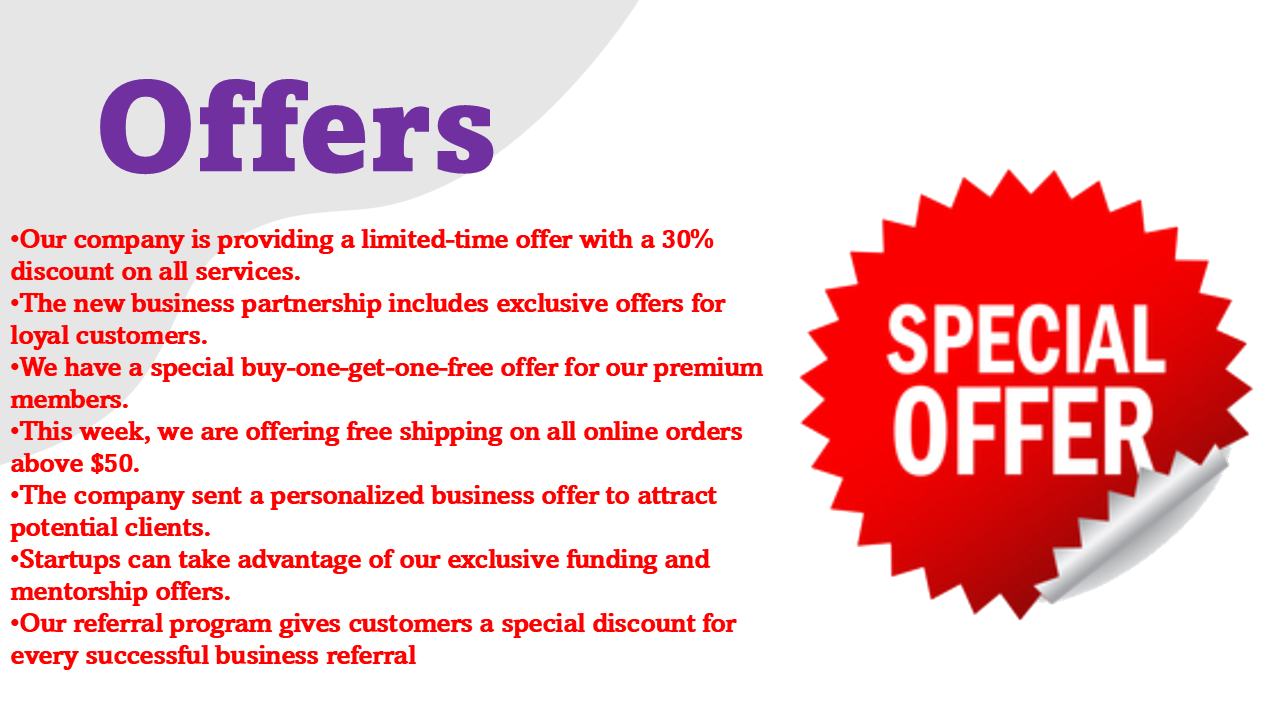 Offers
•Our company is providing a limited-time offer with a 30%
discount on all services.
•The new business partnership includes exclusive offers for
loyal customers.
•We have a special buy-one-get-one-free offer for our premium
members.
•This week, we are offering free shipping on all online orders
above $50.
•The company sent a personalized business offer to attract
potential clients.
•Startups can take advantage of our exclusive funding and
mentorship offers.
•Our referral program gives customers a special discount for
every successful business referral
SPECIAL
OFFER